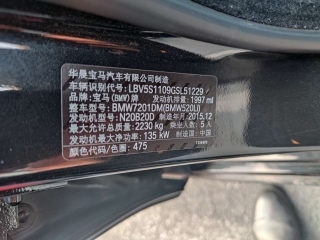 华晨宝马汽车有限公司制造
车辆识别代号: LBV5S1109GSL51229
品牌: 宝马(BMW)牌 发动机排量: 1997 ml
整车型号: BMW7201DM(BMW520LI)
发动机型号: N20B20D 制造年月: 2015.12
最大允许总质量: 2230 kg 乘坐人数: 5人
发动机最大净功率: 135 kW 制造国: 中国
颜色代号/色圈: 475